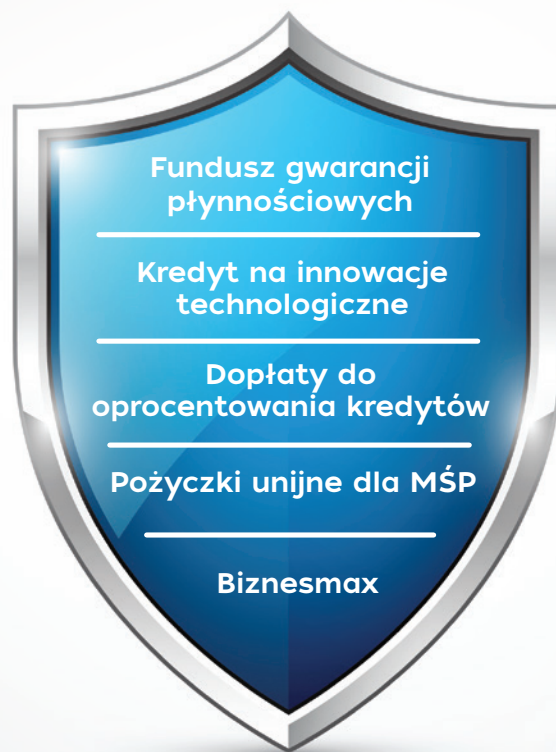 Fundusz gwarancji
płynnościowych
Kredyt na innowacje
technologiczne
Dopłaty do
oprocentowania kredytów
Pożyczki unijne dla MŚP
Biznesmax